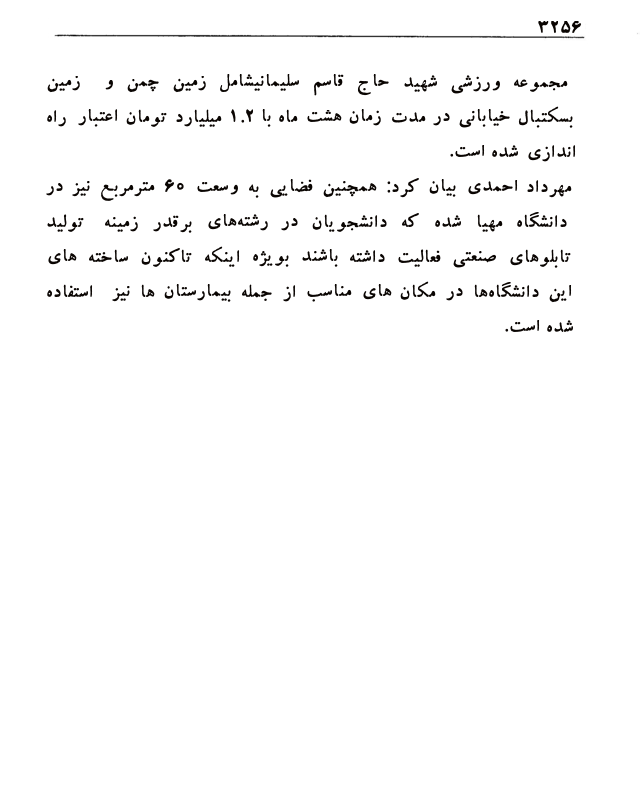 ۳۲۵۶
مجموعه ورزشی شهید حاج قاسم سلیمانیشامل زمین چمن و زمین
بسکتبال خیابانی در مدت زمان هشت ماه با ۱.۲ میلیارد تومان اعتبار راه
اندازی شده است.
مهرداد احمدی بیان کرد: همچنین فضایی به وسعت ۶۰ مترمربع نیز در
دانشگاه مهیا شده که دانشجویان در رشته‌های برقدر زمینه تولید
تابلوهای صنعتی فعالیت داشته باشند بویژه اینکه تاکنون ساخته های
این دانشگاه‌ها در مکان های مناسب از جمله بیمارستان ها نیز استفاده
شده است.